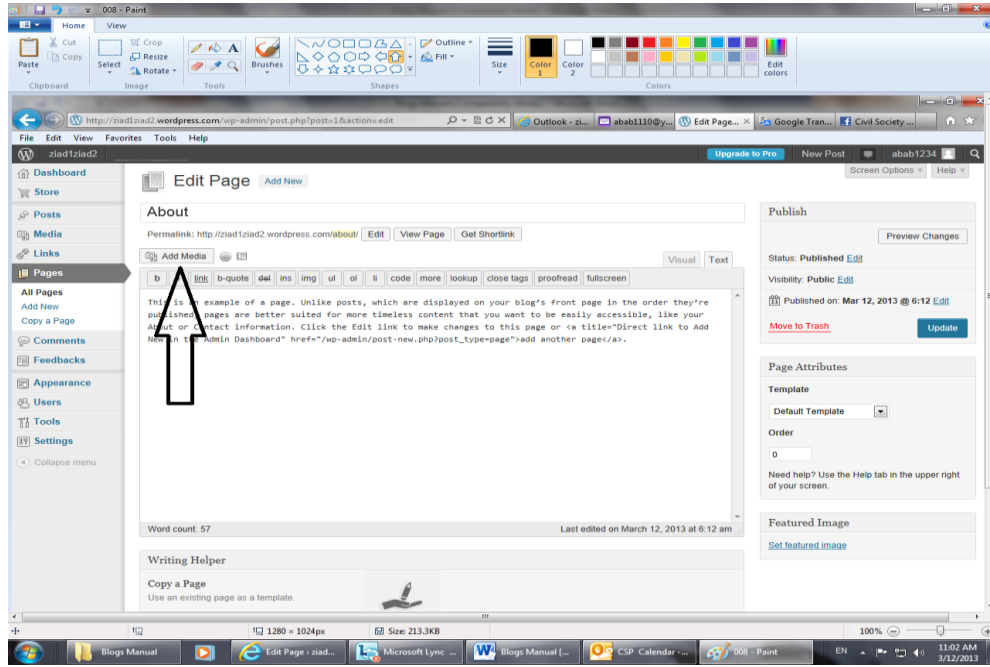 008 - Paint
Home View
Paste
Cut
Copy
Select
Crop
Resize
Rotate
Brushes
Outline
Fill
Size
Color 1
Color 2
Edit colors
Clipboard Image Tools Shapes Colors
http://ziad1ziad2.wordpress.com/wp-admin/post.php?post=1&action=edit
Outlook - zi...
abab1110@y...
Edit Page...
Google Tran...
Civil Society ...
File Edit View Favorites Tools Help
ziad1ziad2
Upgrade to Pro New Post abab1234
Screen Options Help
Dashboard
Store
Posts
Media
Links
Pages
All Pages
Add New
Copy a Page
Comments
Feedbacks
Appearance
Users
Tools
Settings
Collapse menu
Edit Page Add New
About
Permalink: http://ziad1ziad2.wordpress.com/about/ Edit View Page Get Shortlink
Add Media
Visual Text
b link b-quote del ins img ul ol li code more lookup close tags proofread fullscreen
This is an example of a page. Unlike posts, which are displayed on your blog's front page in the order they're
published, pages are better suited for more timeless content that you want to be easily accessible, like your
About or Contact information. Click the Edit link to make changes to this page or <a title="Direct link to Add
New in the Admin Dashboard" href="/wp-admin/post-new.php?post_type=page">add another page</a>.
Word count: 57 Last edited on March 12, 2013 at 6:12 am
Writing Helper
Copy a Page
Use an existing page as a template.
Publish
Preview Changes
Status: Published Edit
Visibility: Public Edit
Published on: Mar 12, 2013 @ 6:12 Edit
Move to Trash Update
Page Attributes
Template
Default Template
Order
0
Need help? Use the Help tab in the upper right
of your screen.
Featured Image
Set featured image
1280 × 1024px Size: 213.3KB 100%
Blogs Manual
Edit Page - ziad...
Microsoft Lync ...
Blogs Manual [...
CSP Calendar -...
008 - Paint
EN
11:02 AM
3/12/2013